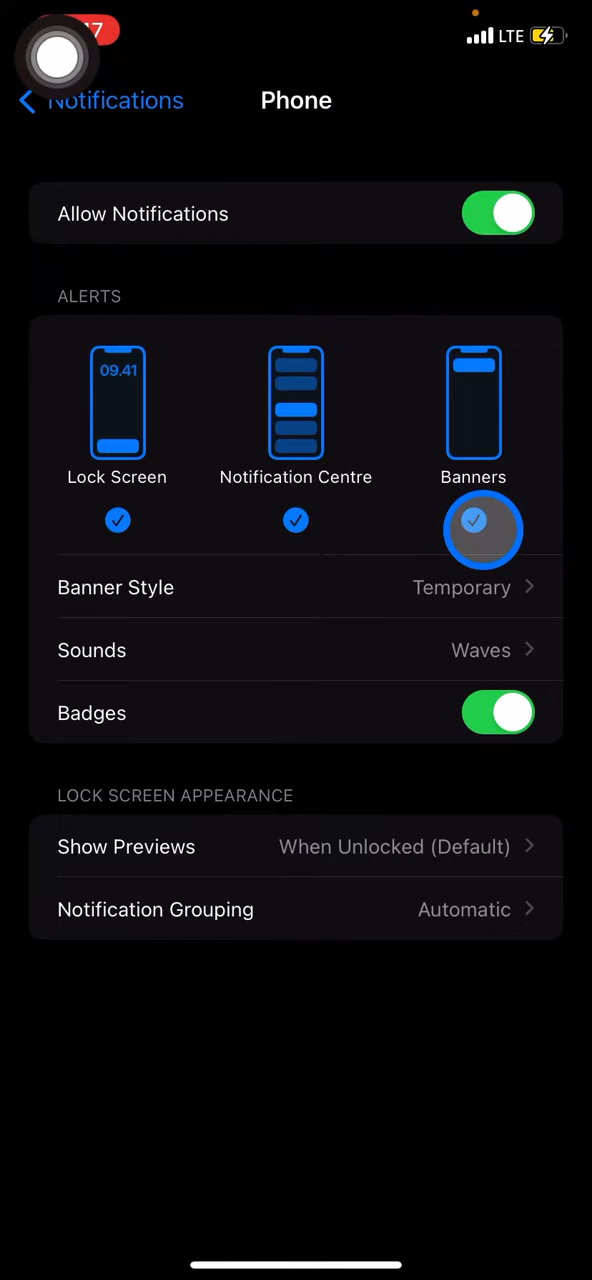 7
LTE
Notifications
Phone
Allow Notifications
ALERTS
09.41
Lock Screen
Notification Centre
Banners
Banner Style
Temporary
Sounds
Waves
Badges
LOCK SCREEN APPEARANCE
Show Previews
When Unlocked (Default)
Notification Grouping
Automatic